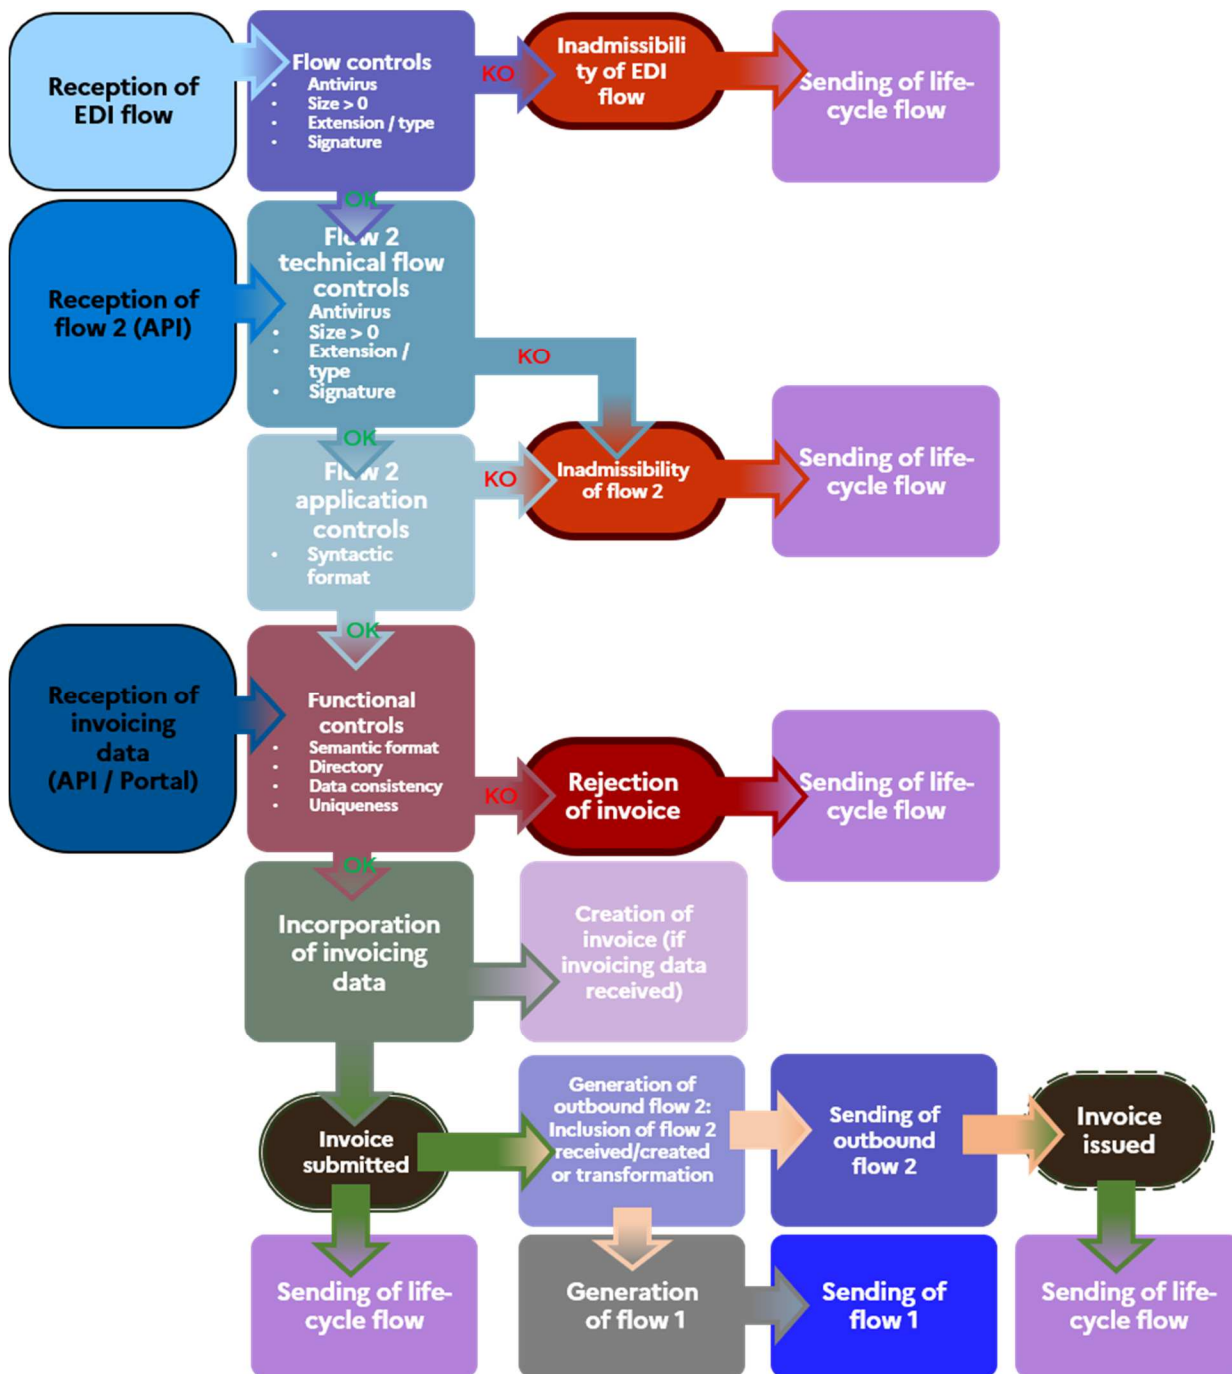 Reception of
EDI flow
Flow controls
• Antivirus
• Size > 0
• Extension / type
• Signature
KO
Inadmissibili
ty of EDI
flow
Sending of life-
cycle flow
OK
Reception of
flow 2 (API)
Flow 2
technical flow
controls
• Antivirus
• Size > 0
• Extension /
type
• Signature
KO
OK
Flow 2
application
controls
• Syntactic
format
KO
Inadmissibility
of flow 2
Sending of life-
cycle flow
OK
Reception of
invoicing
data
(API / Portal)
Functional
controls
• Semantic format
• Directory
• Data consistency
• Uniqueness
KO
Rejection
of invoice
Sending of life-
cycle flow
OK
Incorporation
of invoicing
data
Creation of
invoice (if
invoicing data
received)
Invoice
submitted
Generation of
outbound flow 2:
Inclusion of flow 2
received/created
or transformation
Sending of
outbound
flow 2
Invoice
issued
Sending of life-
cycle flow
Generation
of flow 1
Sending of
flow 1
Sending of life-
cycle flow